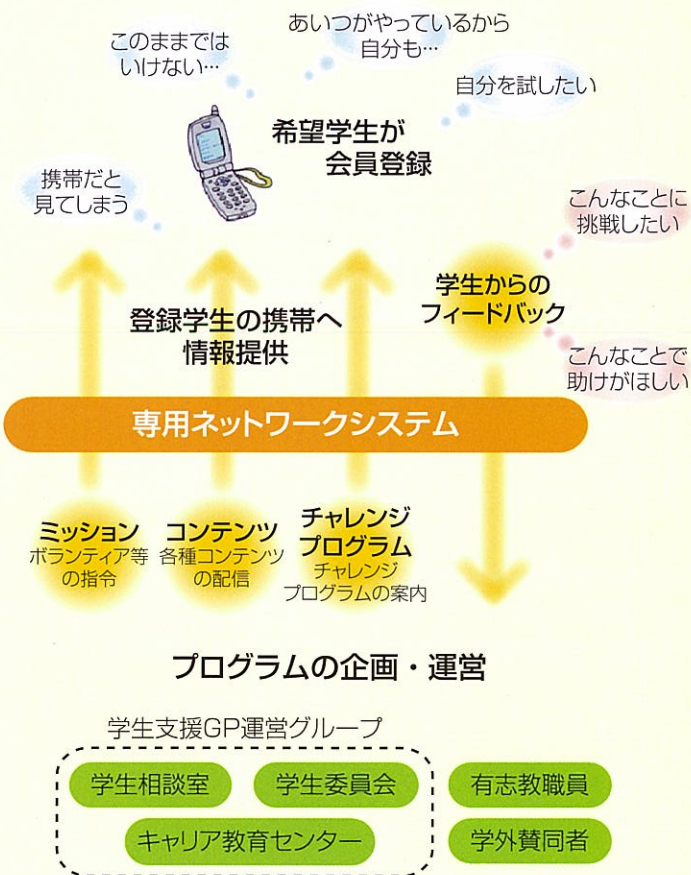 このままでは
いけない…
あいつがやっているから
自分も…
自分を試したい
希望学生が
会員登録
携帯だと
見てしまう
こんなことに
挑戦したい
学生からの
フィードバック
登録学生の携帯へ
情報提供
こんなことで
助けがほしい
専用ネットワークシステム
ミッション
ボランティア等
の指令
コンテンツ
各種コンテンツ
の配信
チャレンジ
プログラム
チャレンジ
プログラムの案内
プログラムの企画・運営
学生支援GP運営グループ
学生相談室
学生委員会
有志教職員
キャリア教育センター
学外賛同者